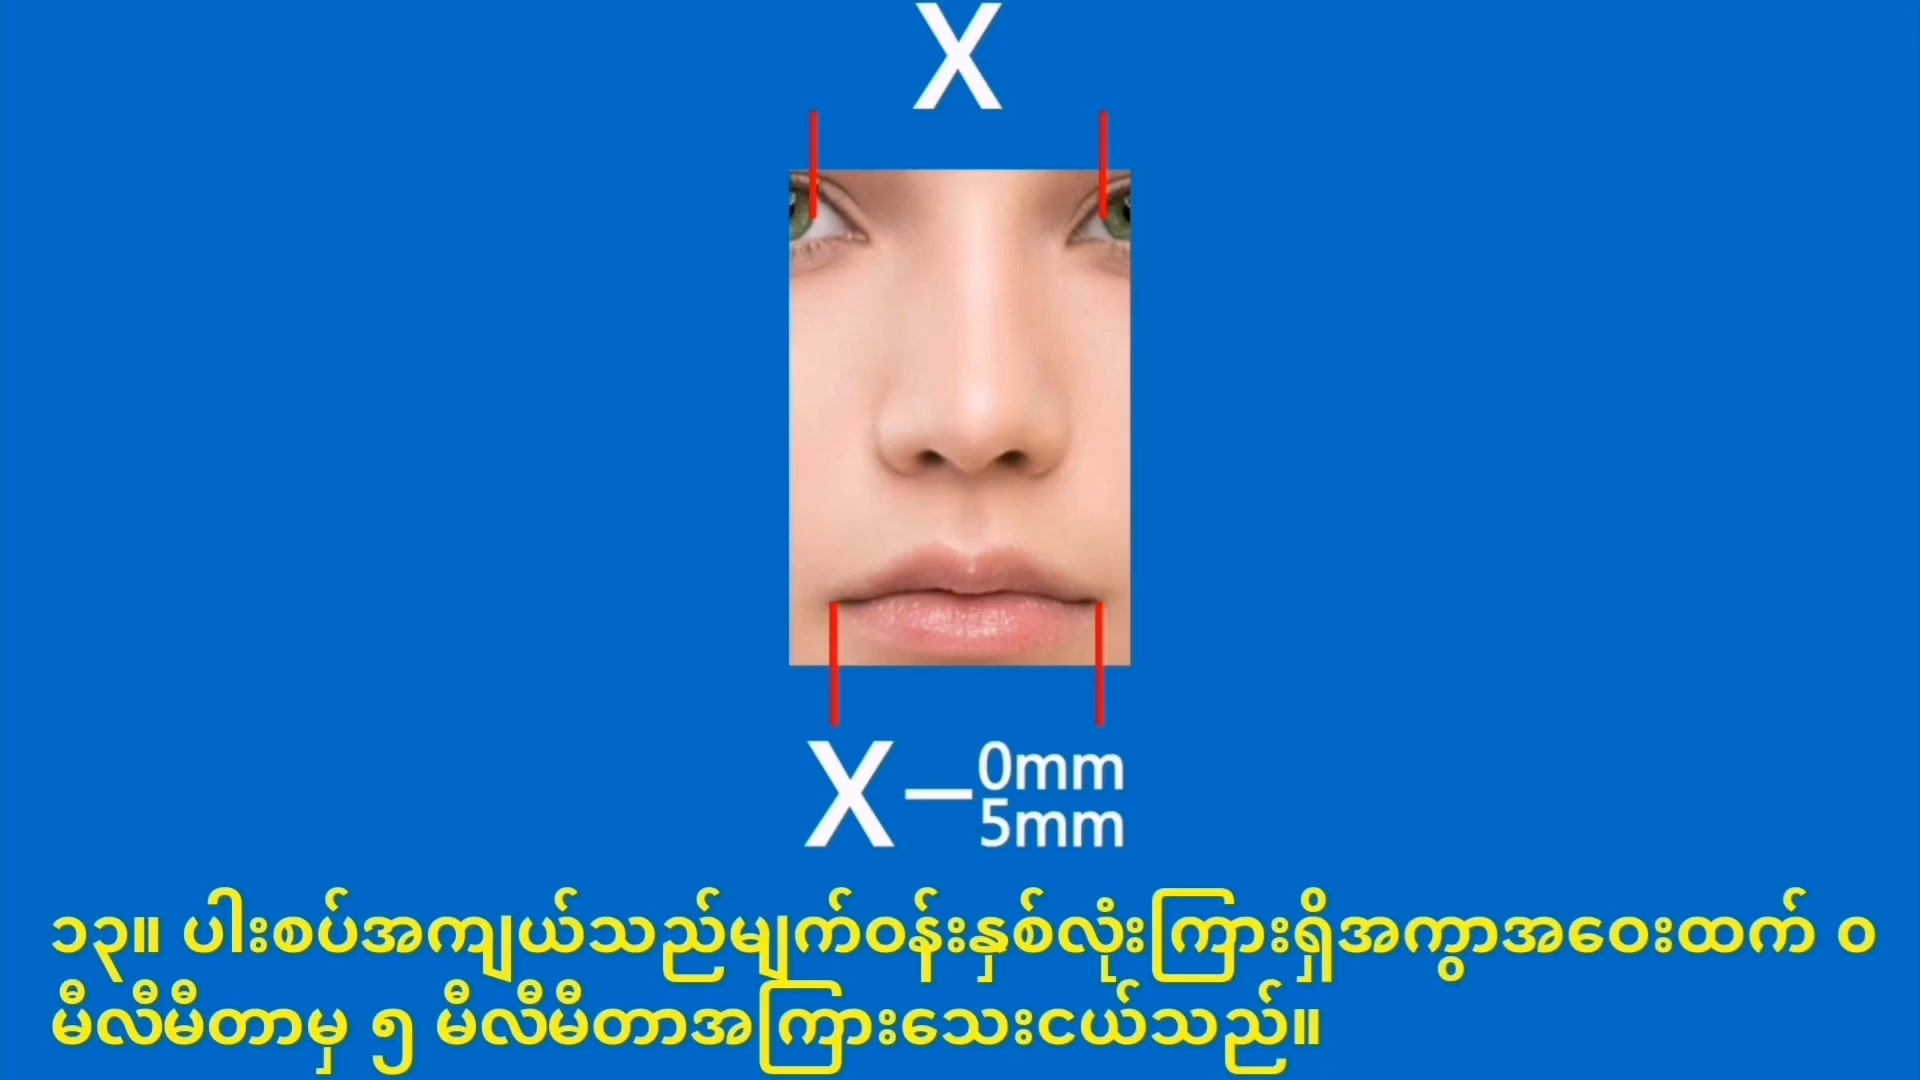 X
X — 0mm
5mm
၁၃။ ပါးစပ်အကျယ်သည်မျက်ဝန်းနှစ်လုံးကြားရှိအကွာအဝေးထက် ဝ
မီလီမီတာမှ ၅ မီလီမီတာအကြားသေးငယ်သည်။